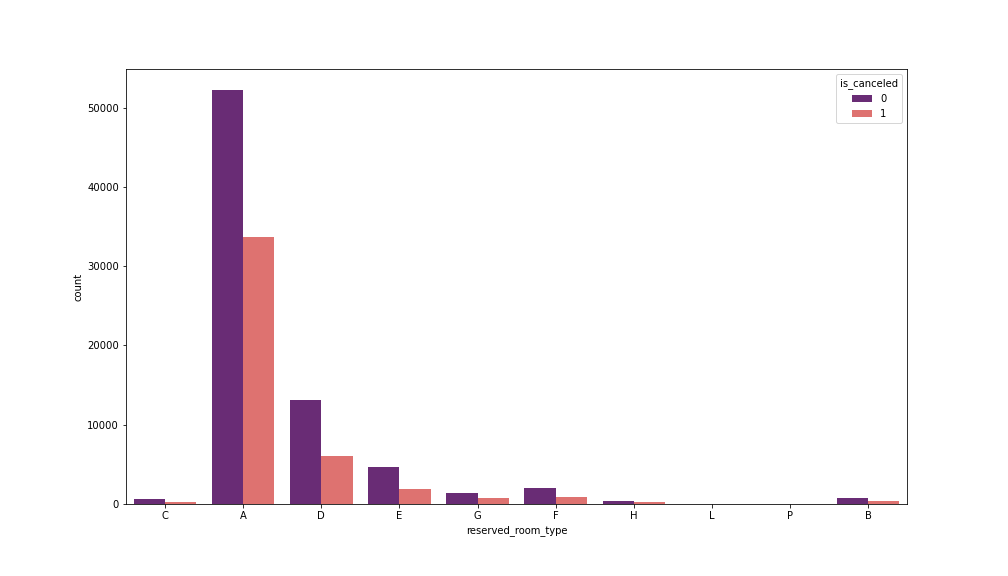 is_canceled
0
1
50000
40000
30000
20000
10000
0
count
C A D E G F H L P B
reserved_room_type